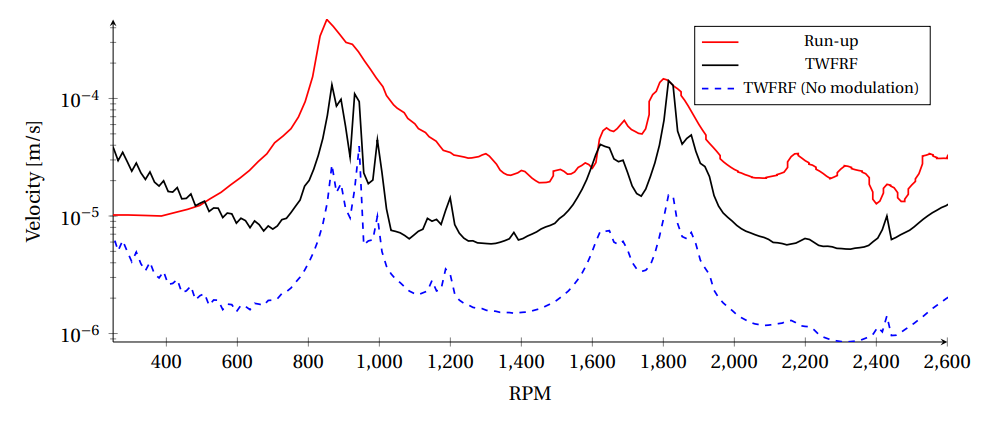 Run-up
TWFRF
TWFRF (No modulation)
Velocity [m/s]
10−4
10−5
10−6
400 600 800 1,000 1,200 1,400 1,600 1,800 2,000 2,200 2,400 2,600
RPM